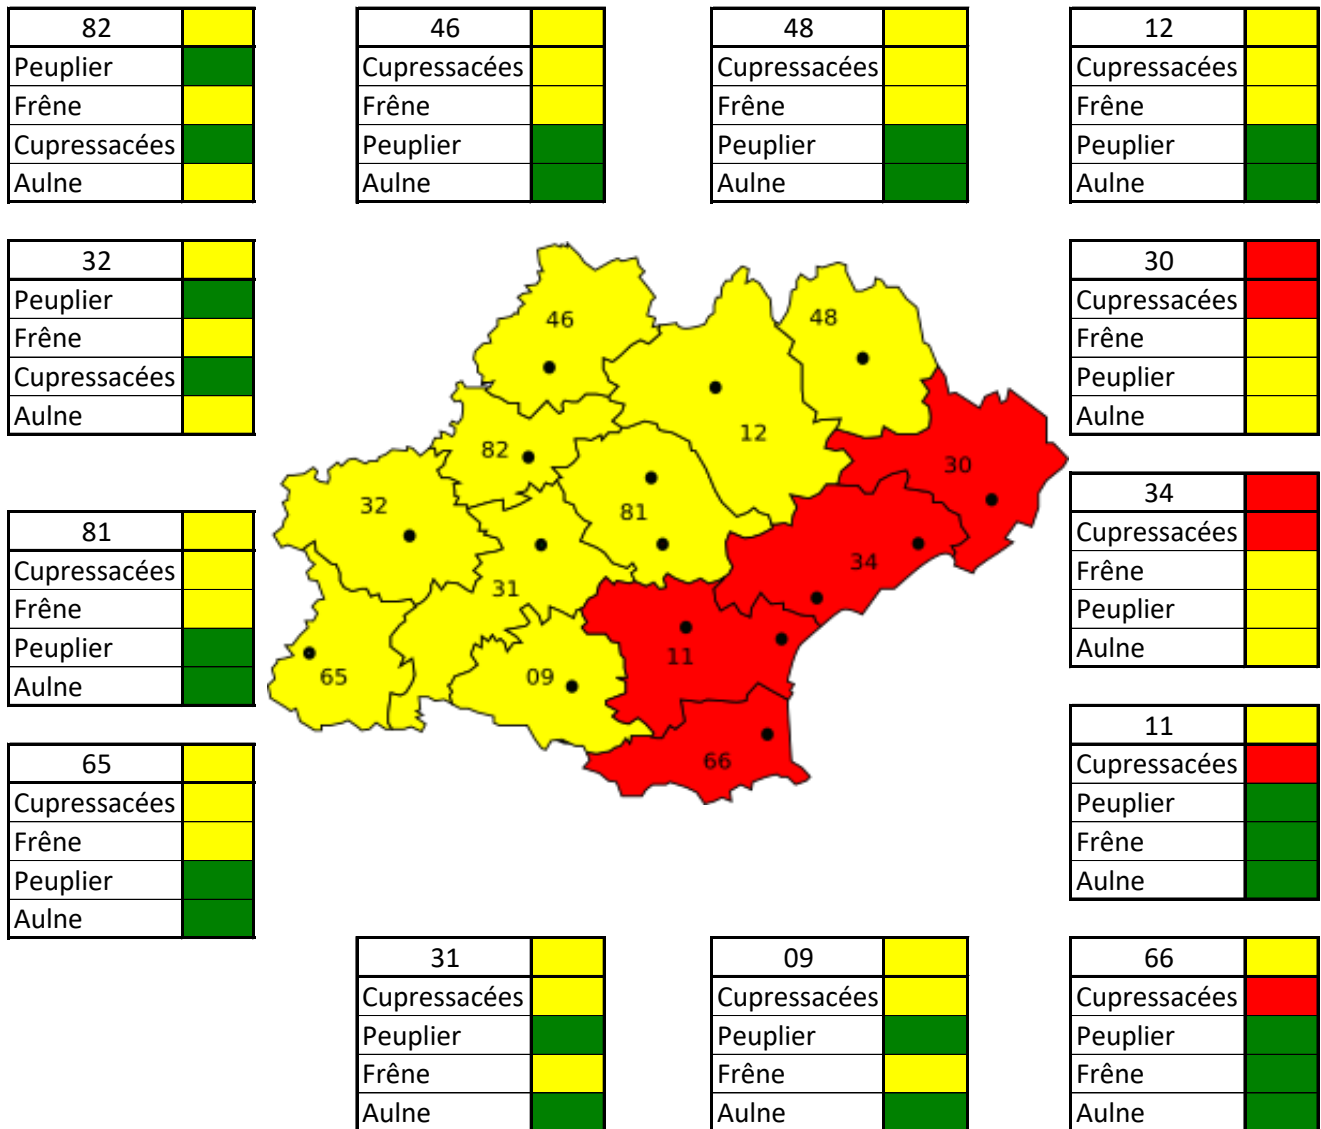 82
Peuplier
Frêne
Cupressacées
Aulne
46
Cupressacées
Frêne
Peuplier
Aulne
48
Cupressacées
Frêne
Peuplier
Aulne
12
Cupressacées
Frêne
Peuplier
Aulne
32
Peuplier
Frêne
Cupressacées
Aulne
46
48
12
82
30
32
81
34
31
11
65
09
66
30
Cupressacées
Frêne
Peuplier
Aulne
34
Cupressacées
Frêne
Peuplier
Aulne
81
Cupressacées
Frêne
Peuplier
Aulne
11
Cupressacées
Peuplier
Frêne
Aulne
65
Cupressacées
Frêne
Peuplier
Aulne
31
Cupressacées
Peuplier
Frêne
Aulne
09
Cupressacées
Peuplier
Frêne
Aulne
66
Cupressacées
Peuplier
Frêne
Aulne